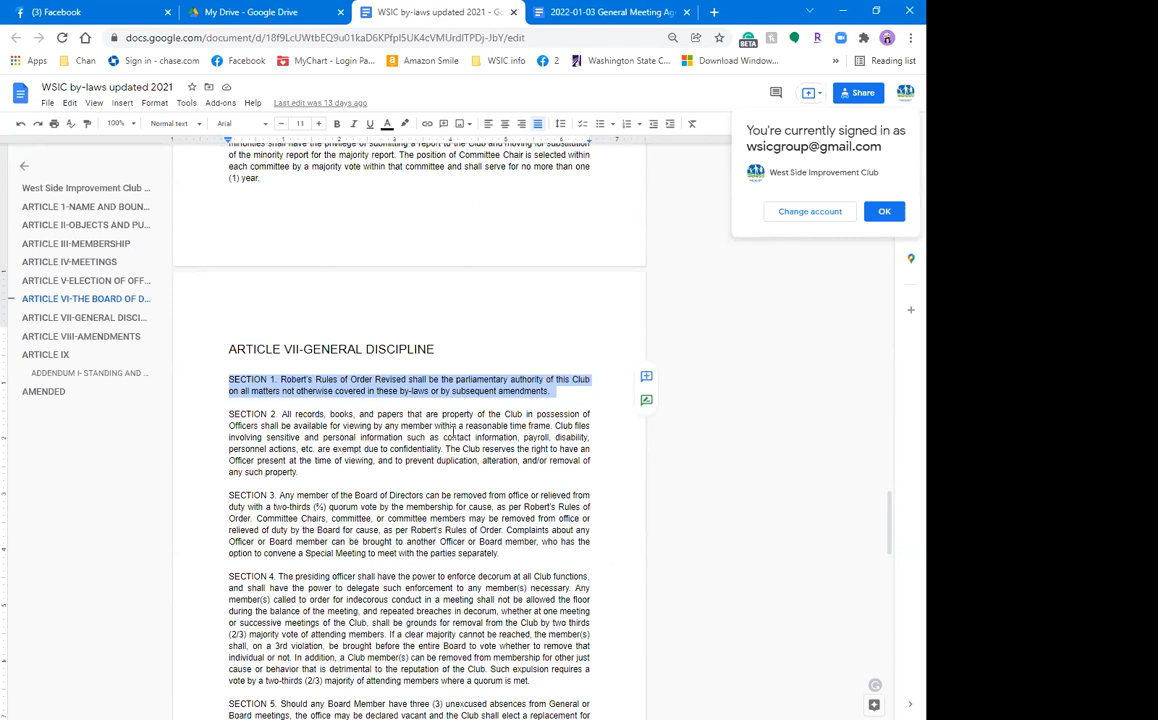 (3) Facebook
My Drive - Google Drive
WSIC by-laws updated 2021 - Go
2022-01-03 General Meeting Ag
docs.google.com/document/d/18f9LcUWtbEQ9u01kaD6KPfpI5UK4cVMUrdITPDj-JbY/edit
BETA
Apps
Chan
Sign in - chase.com
Facebook
MyChart - Login Pa...
Amazon Smile
WSIC info
2
Washington State C...
Download Window...
Reading list
WSIC by-laws updated 2021
File Edit View Insert Format Tools Add-ons Help Last edit was 13 days ago
Share
100% Normal text Arial 11
You're currently signed in as
wsicgroup@gmail.com
West Side Improvement Club
Change account OK
West Side Improvement Club ...
ARTICLE 1-NAME AND BOUN...
ARTICLE II-OBJECTS AND PU...
ARTICLE III-MEMBERSHIP
ARTICLE IV-MEETINGS
ARTICLE V-ELECTION OF OFF...
ARTICLE VI-THE BOARD OF D...
ARTICLE VII-GENERAL DISCI...
ARTICLE VIII-AMENDMENTS
ARTICLE IX
ADDENDUM I- STANDING AND ...
AMENDED
minorities shall have the privilege of submitting a report to the Club and moving for substitution
of the minority report for the majority report. The position of Committee Chair is selected within
each committee by a majority vote within that committee and shall serve for no more than one
(1) year.
ARTICLE VII-GENERAL DISCIPLINE
SECTION 1. Robert's Rules of Order Revised shall be the parliamentary authority of this Club
on all matters not otherwise covered in these by-laws or by subsequent amendments.
SECTION 2. All records, books, and papers that are property of the Club in possession of
Officers shall be available for viewing by any member within a reasonable time frame. Club files
involving sensitive and personal information such as contact information, payroll, disability,
personnel actions, etc. are exempt due to confidentiality. The Club reserves the right to have an
Officer present at the time of viewing, and to prevent duplication, alteration, and/or removal of
any such property.
SECTION 3. Any member of the Board of Directors can be removed from office or relieved from
duty with a two-thirds (⅔) quorum vote by the membership for cause, as per Robert's Rules of
Order. Committee Chairs, committee, or committee members may be removed from office or
relieved of duty by the Board for cause, as per Robert's Rules of Order. Complaints about any
Officer or Board member can be brought to another Officer or Board member, who has the
option to convene a Special Meeting to meet with the parties separately.
SECTION 4. The presiding officer shall have the power to enforce decorum at all Club functions,
and shall have the power to delegate such enforcement to any member(s) necessary. Any
member(s) called to order for indecorous conduct in a meeting shall not be allowed the floor
during the balance of the meeting, and repeated breaches in decorum, whether at one meeting
or successive meetings of the Club, shall be grounds for removal from the Club by two thirds
(2/3) majority vote of attending members. If a clear majority cannot be reached, the member(s)
shall, on a 3rd violation, be brought before the entire Board to vote whether to remove that
individual or not. In addition, a Club member(s) can be removed from membership for other just
cause or behavior that is detrimental to the reputation of the Club. Such expulsion requires a
vote by a two-thirds (2/3) majority of attending members where a quorum is met.
SECTION 5. Should any Board Member have three (3) unexcused absences from General or
Board meetings, the office may be declared vacant and the Club shall elect a replacement for